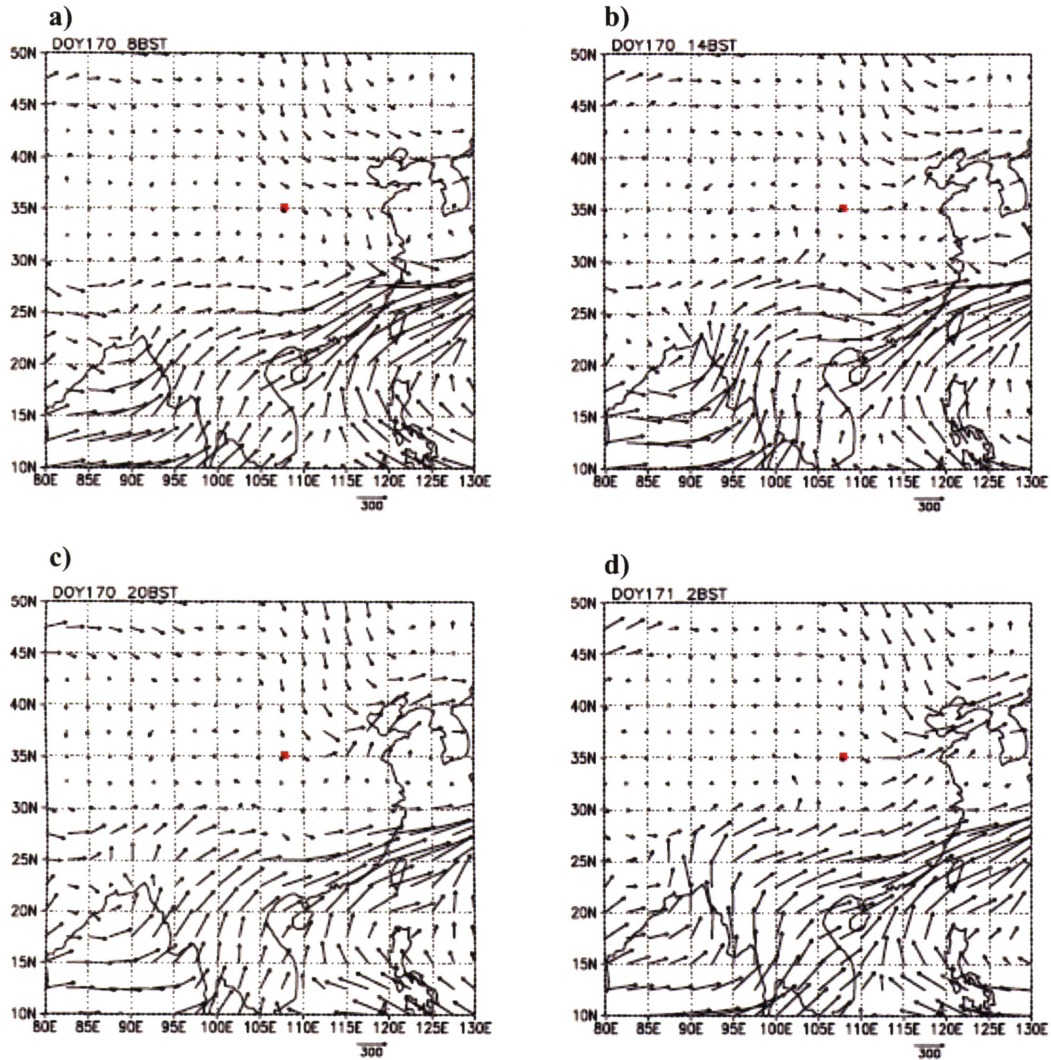 a)
DOY170 8BST
50N
45N
40N
35N
30N
25N
20N
15N
10N
80E 85E 90E 95E 100E 105E 110E 115E 120E 125E 130E
300
b)
DOY170 14BST
50N
45N
40N
35N
30N
25N
20N
15N
10N
80E 85E 90E 95E 100E 105E 110E 115E 120E 125E 130E
300
c)
DOY170 20BST
50N
45N
40N
35N
30N
25N
20N
15N
10N
80E 85E 90E 95E 100E 105E 110E 115E 120E 125E 130E
300
d)
DOY171 2BST
50N
45N
40N
35N
30N
25N
20N
15N
10N
80E 85E 90E 95E 100E 105E 110E 115E 120E 125E 130E
300